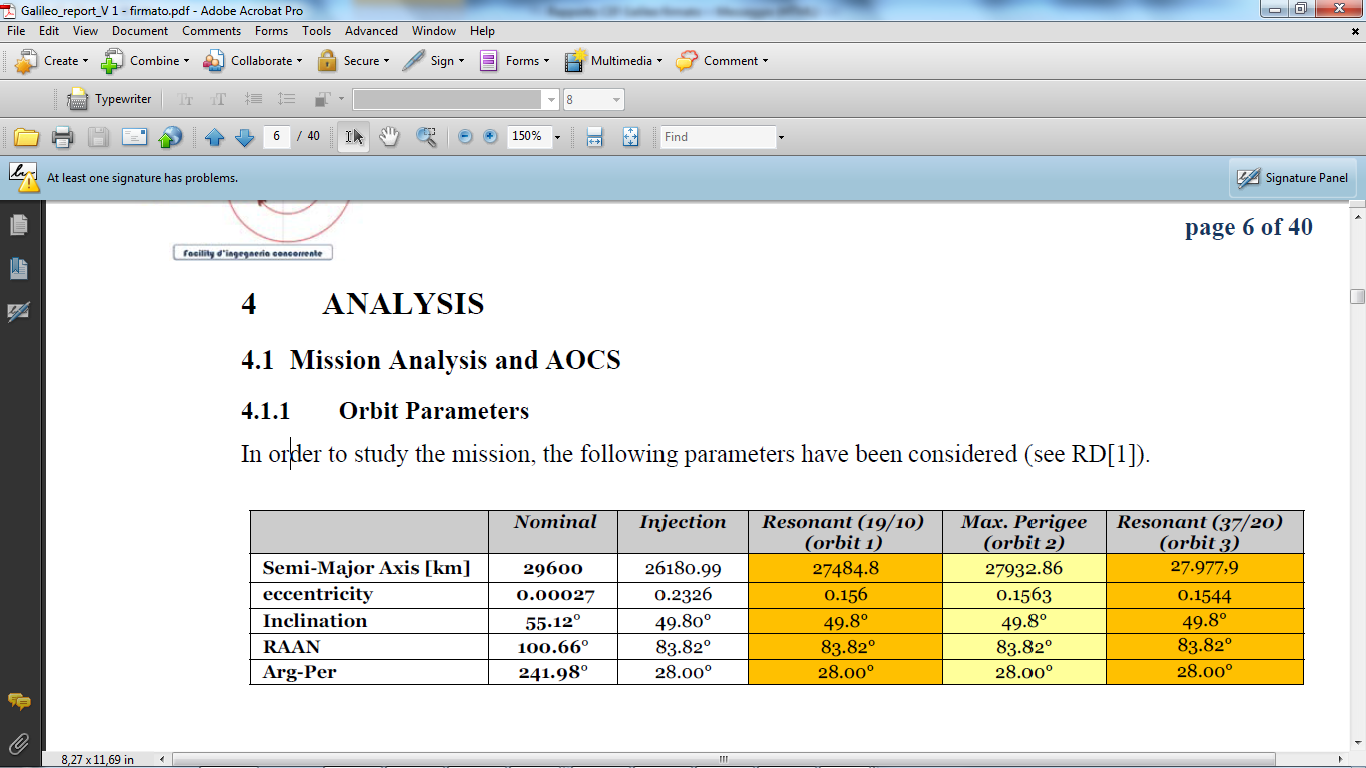 Galileo_report_V 1 - firmato.pdf - Adobe Acrobat Pro
File Edit View Document Comments Forms Tools Advanced Window Help
Create Combine Collaborate Secure Sign Forms Multimedia Comment
Typewriter 8
6 / 40 150% Find
At least one signature has problems. Signature Panel
page 6 of 40
Facility d'ingegneria concorrente
4 ANALYSIS
4.1 Mission Analysis and AOCS
4.1.1 Orbit Parameters
In order to study the mission, the following parameters have been considered (see RD[1]).
Nominal Injection Resonant (19/10) (orbit 1) Max. Perigee (orbit 2) Resonant (37/20) (orbit 3)
Semi-Major Axis [km] 29600 26180.99 27484.8 27932.86 27.977,9
eccentricity 0.00027 0.2326 0.156 0.1563 0.1544
Inclination 55.12° 49.80° 49.8° 49.8° 49.8°
RAAN 100.66° 83.82° 83.82° 83.82° 83.82°
Arg-Per 241.98° 28.00° 28.00° 28.00° 28.00°
8,27 x 11,69 in